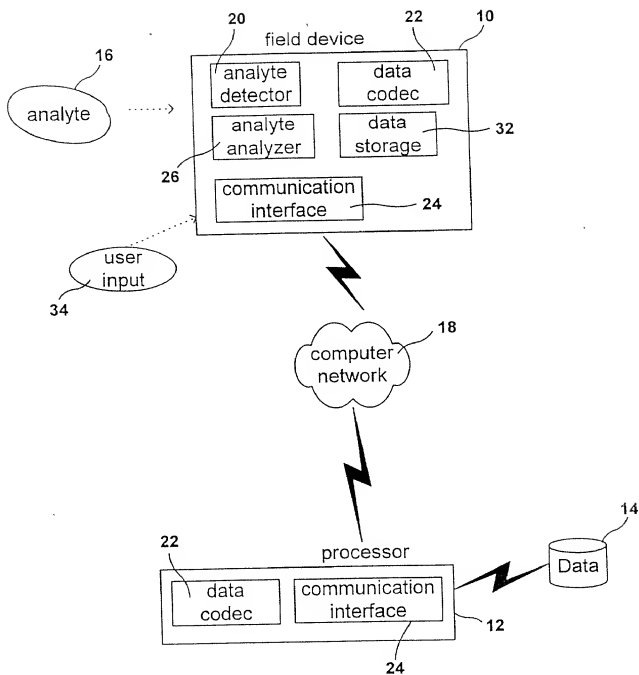 20
field device
22
10
16
analyte
analyte
detector
data
codec
analyte
analyzer
data
storage
32
26
communication
interface
24
user
input
34
18
computer
network
processor
14
22
Data
data
codec
communication
interface
12
24